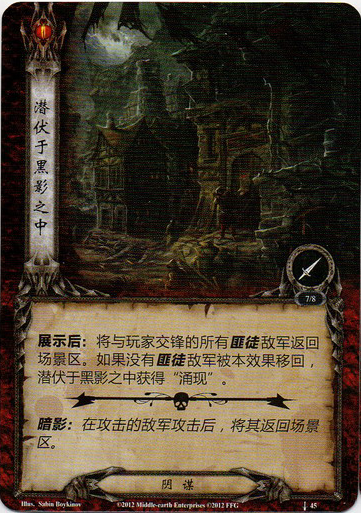 潜伏于黑影之中
7/8
展示后：将与玩家交锋的所有匪徒敌军返回
场景区。如果没有匪徒敌军被本效果移回，
潜伏于黑影之中获得“涌现”。
暗影：在攻击的敌军攻击后，将其返回场景
区。
阴谋
Illus. Sabin Boykinov ©2012 Middle-earth Enterprises ©2012 FFG 45